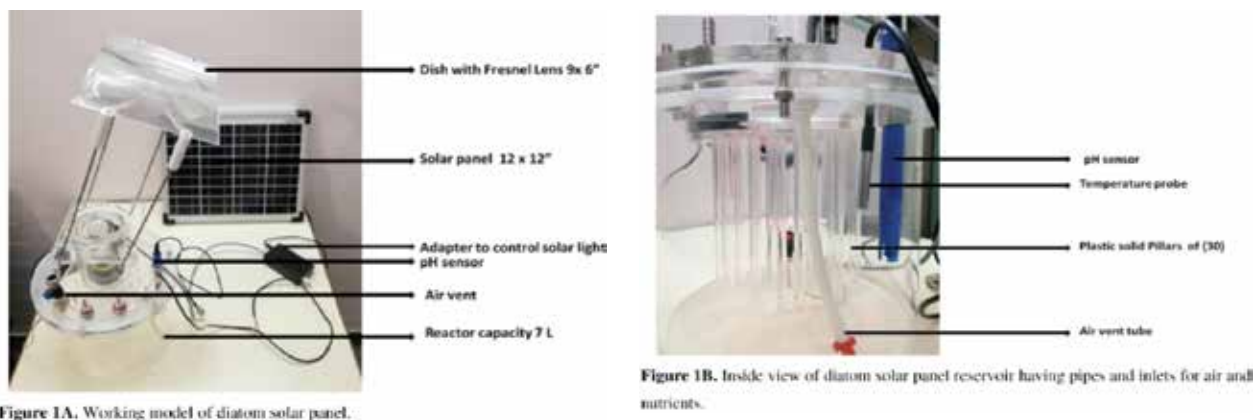 Dish with Fresnel Lens 9x 6"
Solar panel 12 x 12"
Adapter to control solar light
pH sensor
Air vent
Reactor capacity 7 L
Figure 1A. Working model of diatom solar panel.
pH sensor
Temperature probe
Plastic solid Pillars of (30)
Air vent tube
Figure 1B. Inside view of diatom solar panel reservoir having pipes and inlets for air and
nutrients.